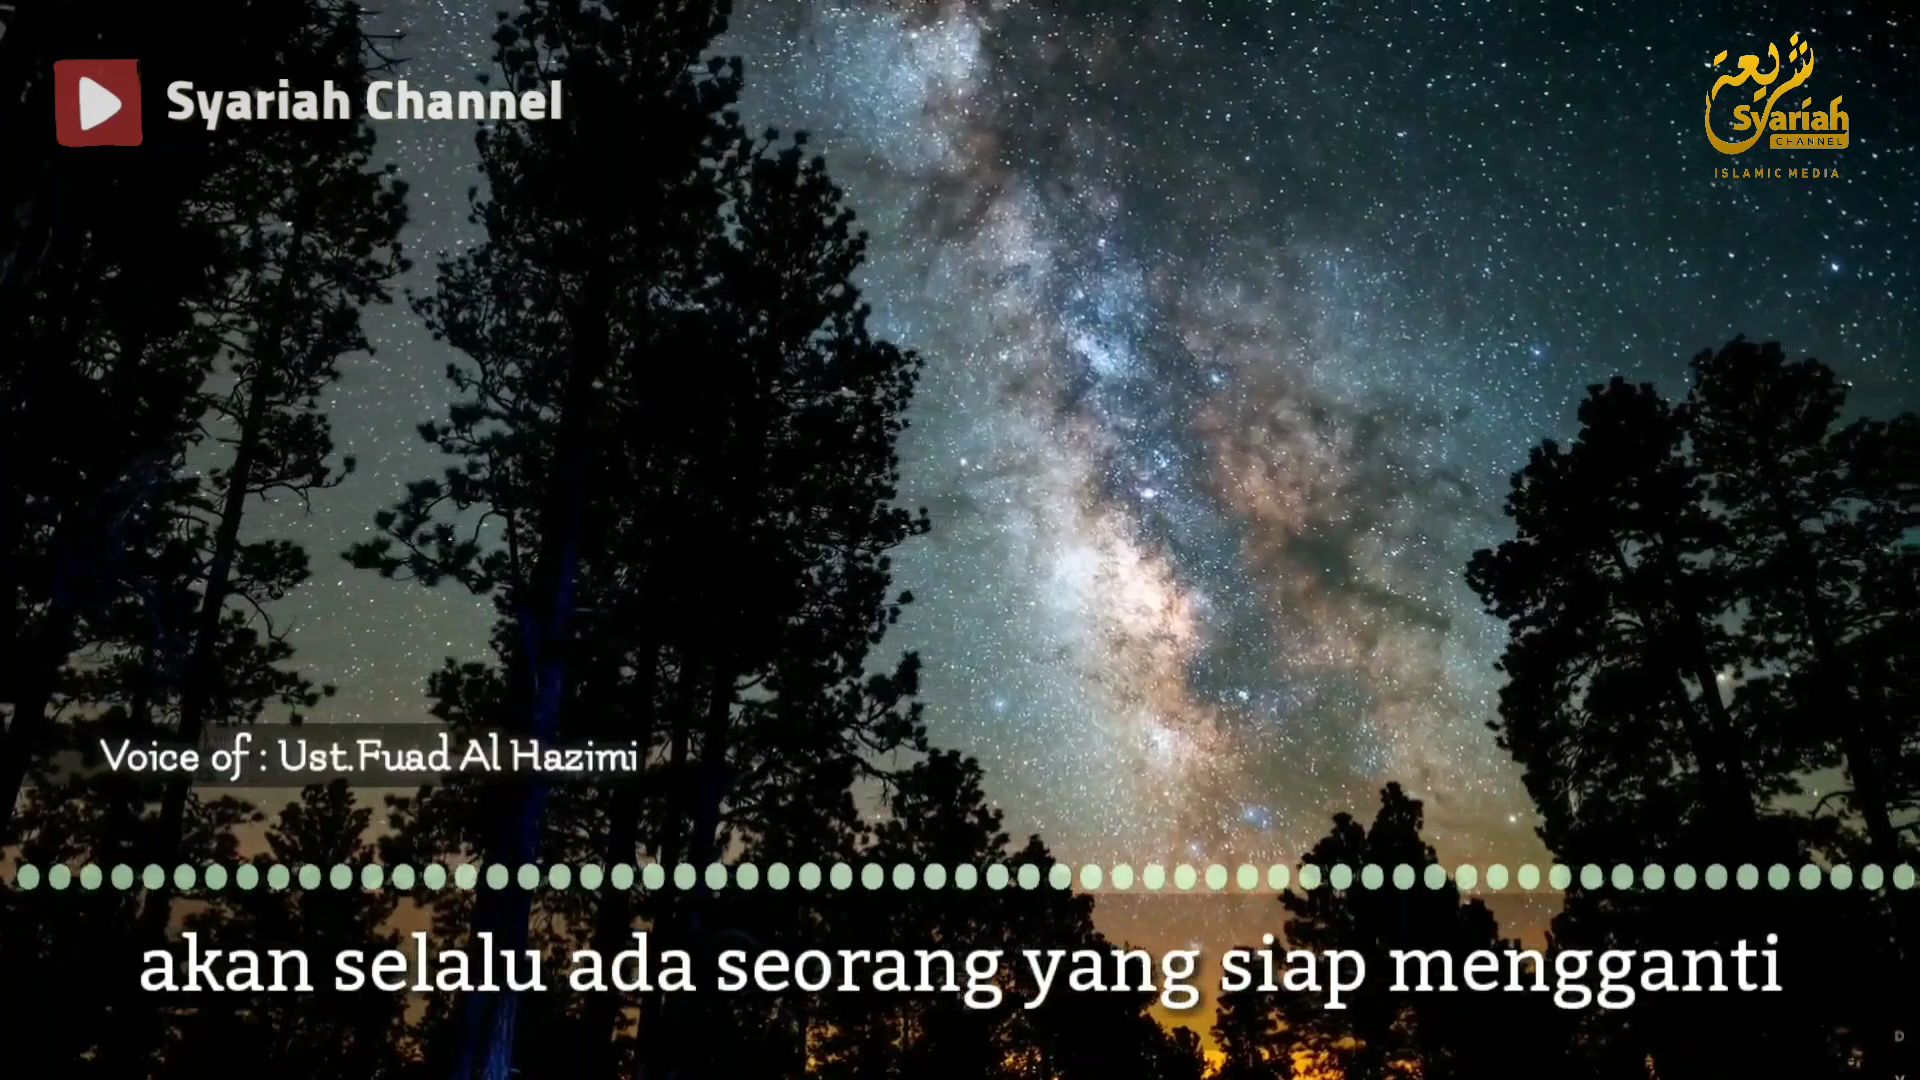 Syariah Channel
شريعة
Syariah
CHANNEL
ISLAMIC MEDIA
Voice of : Ust.Fuad Al Hazimi
akan selalu ada seorang yang siap mengganti
D